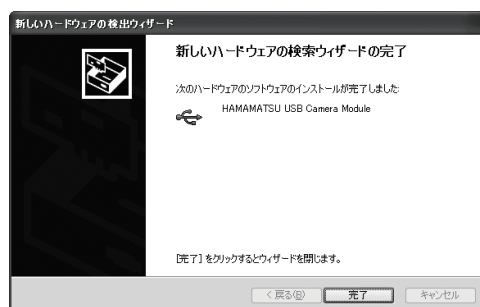 新しいハードウェアの検出ウィザード
新しいハードウェアの検索ウィザードの完了
次のハードウェアのソフトウェアのインストールが完了しました:
HAMAMATSU USB Camera Module
[完了] をクリックするとウィザードを閉じます。
< 戻る(B)
完了
キャンセル